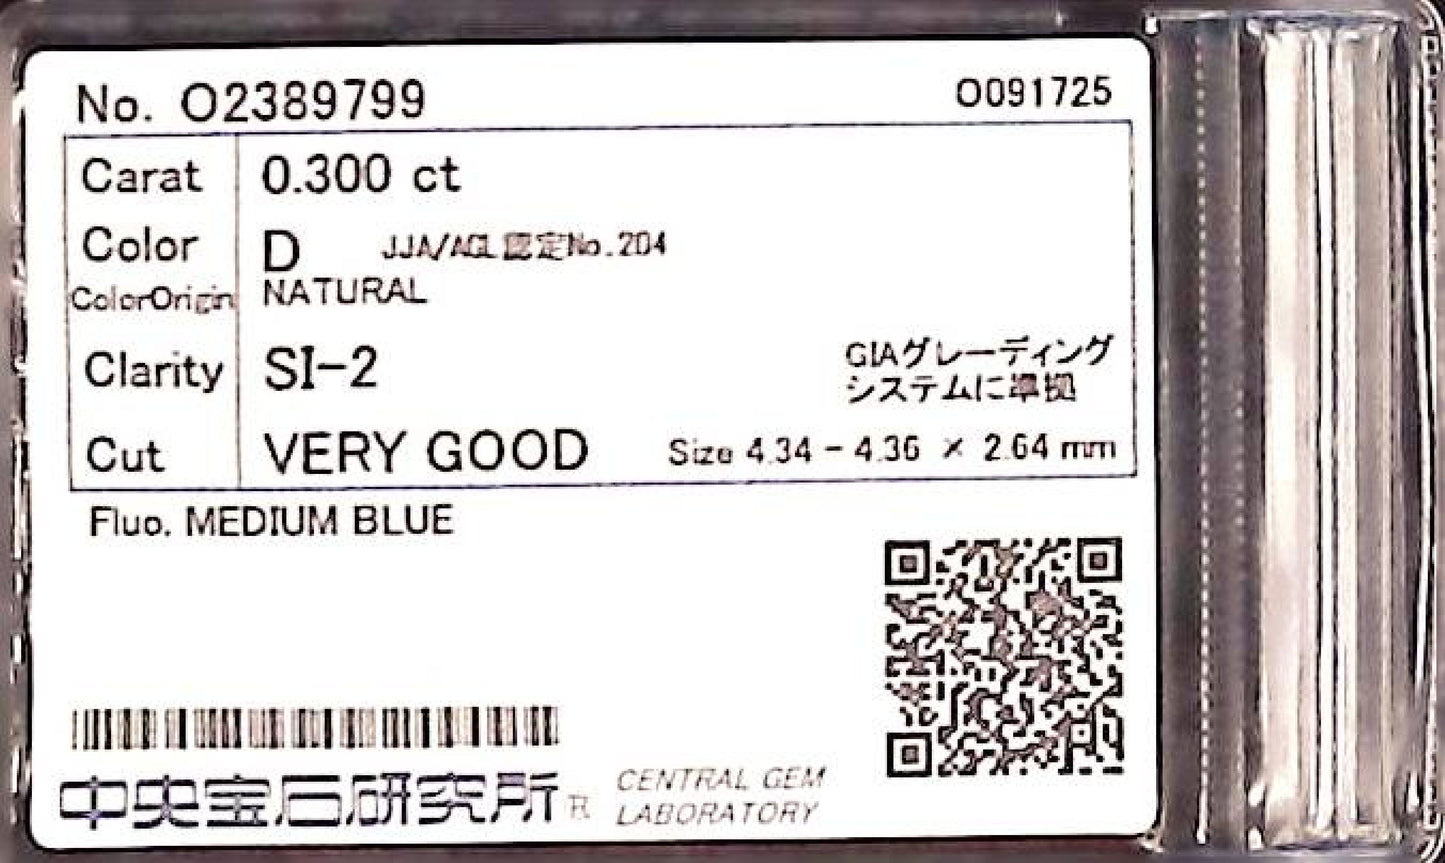 No. O2389799 O091725
Carat 0.300 ct
Color D JJA/AGL認定No.204
ColorOrigin NATURAL
Clarity SI-2 GIAグレーディング
システムに準拠
Cut VERY GOOD Size 4.34 - 4.36 × 2.64 mm
Fluo. MEDIUM BLUE
中央宝石研究所® CENTRAL GEM
LABORATORY